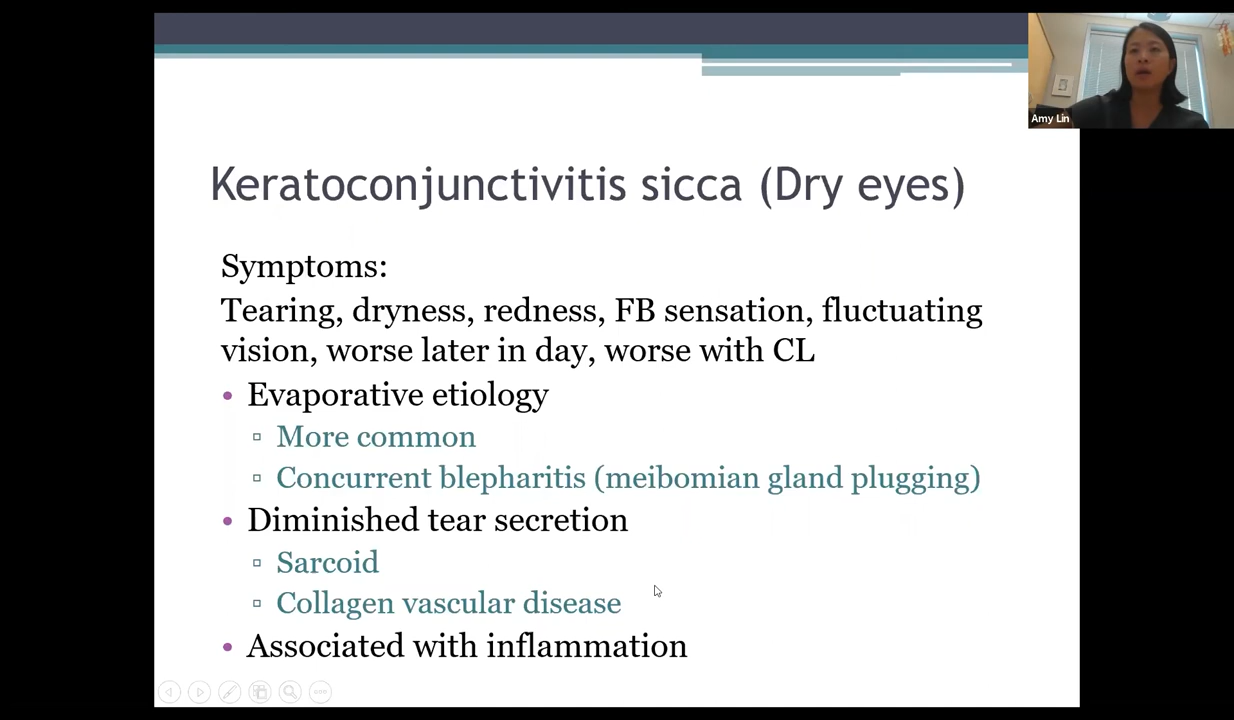 Amy Lin
Keratoconjunctivitis sicca (Dry eyes)
Symptoms:
Tearing, dryness, redness, FB sensation, fluctuating
vision, worse later in day, worse with CL
• Evaporative etiology
▫ More common
▫ Concurrent blepharitis (meibomian gland plugging)
• Diminished tear secretion
▫ Sarcoid
▫ Collagen vascular disease
• Associated with inflammation